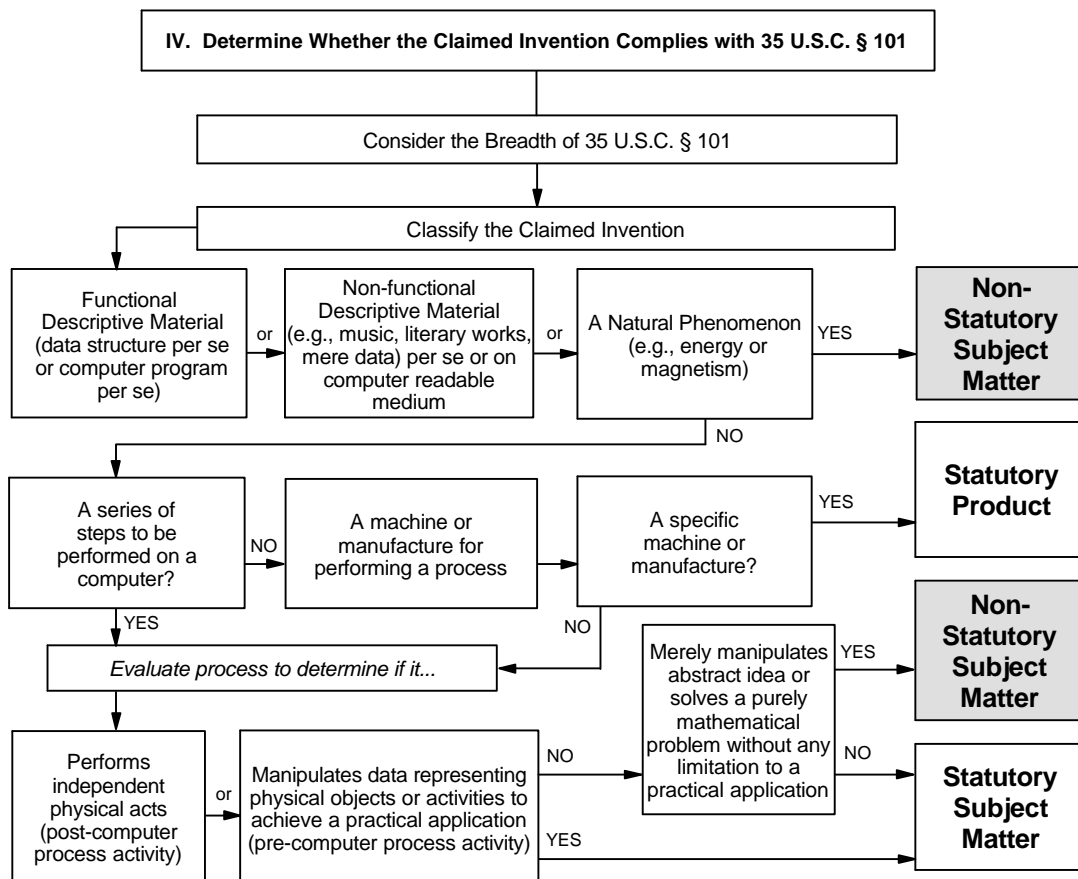 IV. Determine Whether the Claimed Invention Complies with 35 U.S.C. § 101
Consider the Breadth of 35 U.S.C. § 101
Classify the Claimed Invention
Functional
Descriptive Material
(data structure per se
or computer program
per se)
or
Non-functional
Descriptive Material
(e.g., music, literary works,
mere data) per se or on
computer readable
medium
or
A Natural Phenomenon
(e.g., energy or
magnetism)
YES
Non-
Statutory
Subject
Matter
NO
A series of
steps to be
performed on a
computer?
NO
A machine or
manufacture for
performing a process
A specific
machine or
manufacture?
YES
Statutory
Product
YES
NO
Evaluate process to determine if it...
Merely manipulates
abstract idea or
solves a purely
mathematical
problem without any
limitation to a
practical application
YES
Non-
Statutory
Subject
Matter
NO
Performs
independent
physical acts
(post-computer
process activity)
or
Manipulates data representing
physical objects or activities to
achieve a practical application
(pre-computer process activity)
NO
YES
Statutory
Subject
Matter